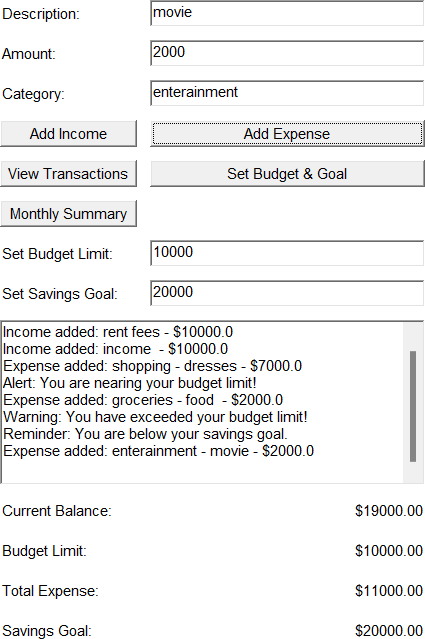 Description: movie
Amount: 2000
Category: enterainment
Add Income Add Expense
View Transactions Set Budget & Goal
Monthly Summary
Set Budget Limit: 10000
Set Savings Goal: 20000
Income added: rent fees - $10000.0
Income added: income  - $10000.0
Expense added: shopping - dresses - $7000.0
Alert: You are nearing your budget limit!
Expense added: groceries - food  - $2000.0
Warning: You have exceeded your budget limit!
Reminder: You are below your savings goal.
Expense added: enterainment - movie - $2000.0
Current Balance: $19000.00
Budget Limit: $10000.00
Total Expense: $11000.00
Savings Goal: $20000.00